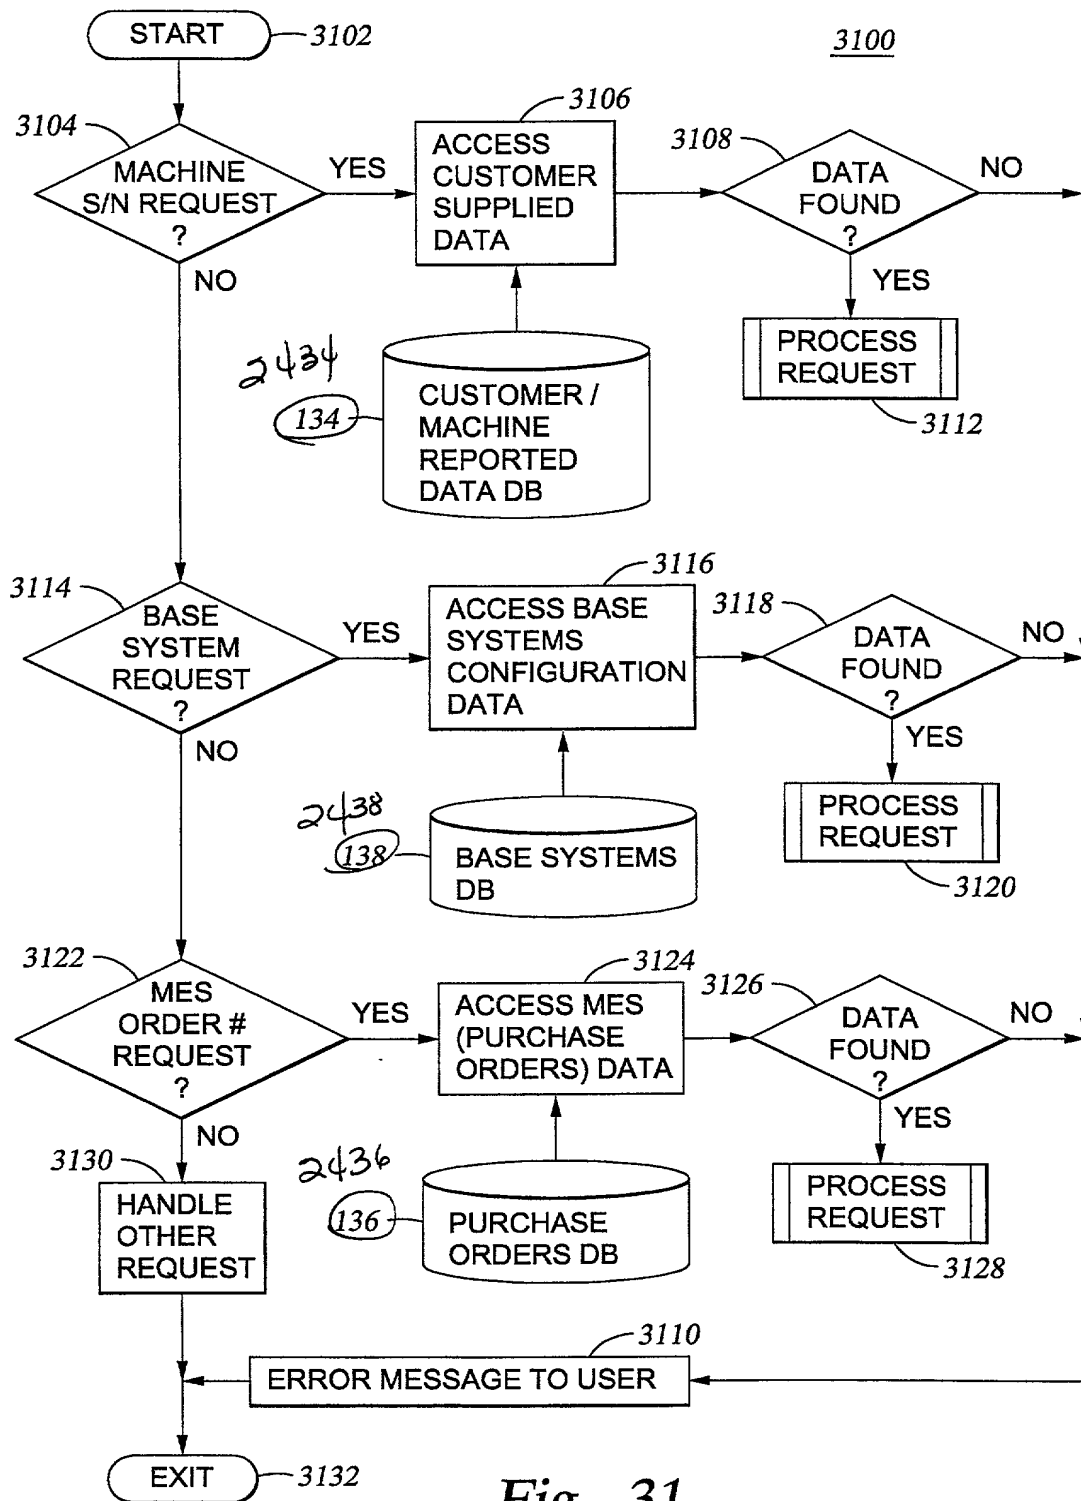 START
3102
3100
3104
MACHINE
S/N REQUEST
?
YES
NO
3106
ACCESS
CUSTOMER
SUPPLIED
DATA
3108
DATA
FOUND
?
NO
YES
PROCESS
REQUEST
3112
2434
134
CUSTOMER /
MACHINE
REPORTED
DATA DB
3114
BASE
SYSTEM
REQUEST
?
YES
NO
3116
ACCESS BASE
SYSTEMS
CONFIGURATION
DATA
3118
DATA
FOUND
?
NO
YES
PROCESS
REQUEST
3120
2438
138
BASE SYSTEMS
DB
3122
MES
ORDER #
REQUEST
?
YES
NO
3124
ACCESS MES
(PURCHASE
ORDERS) DATA
3126
DATA
FOUND
?
NO
YES
PROCESS
REQUEST
3128
2436
136
PURCHASE
ORDERS DB
3130
HANDLE
OTHER
REQUEST
3110
ERROR MESSAGE TO USER
EXIT
3132
Fig. 31